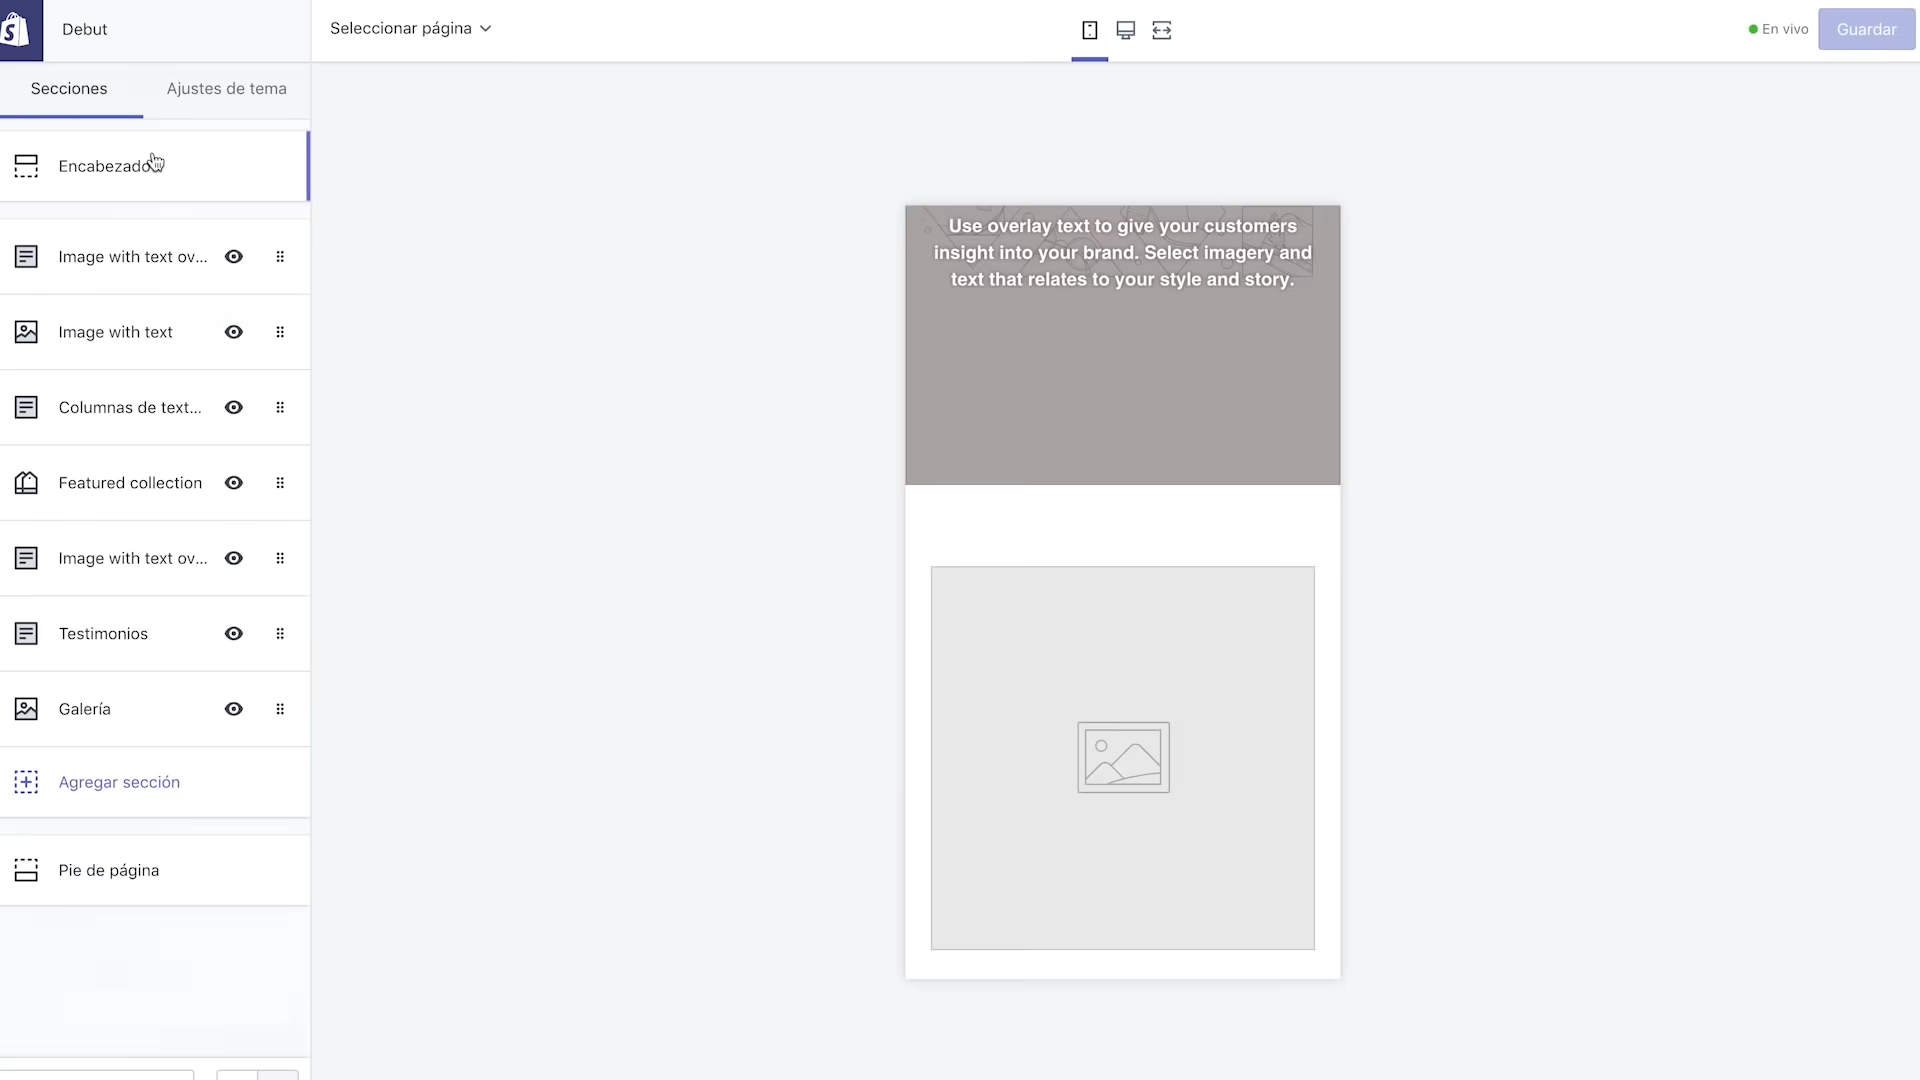 Debut
Seleccionar página
En vivo
Guardar
Secciones
Ajustes de tema
Encabezado
Image with text ov...
Image with text
Columnas de text...
Featured collection
Image with text ov...
Testimonios
Galería
Agregar sección
Pie de página
Use overlay text to give your customers
insight into your brand. Select imagery and
text that relates to your style and story.